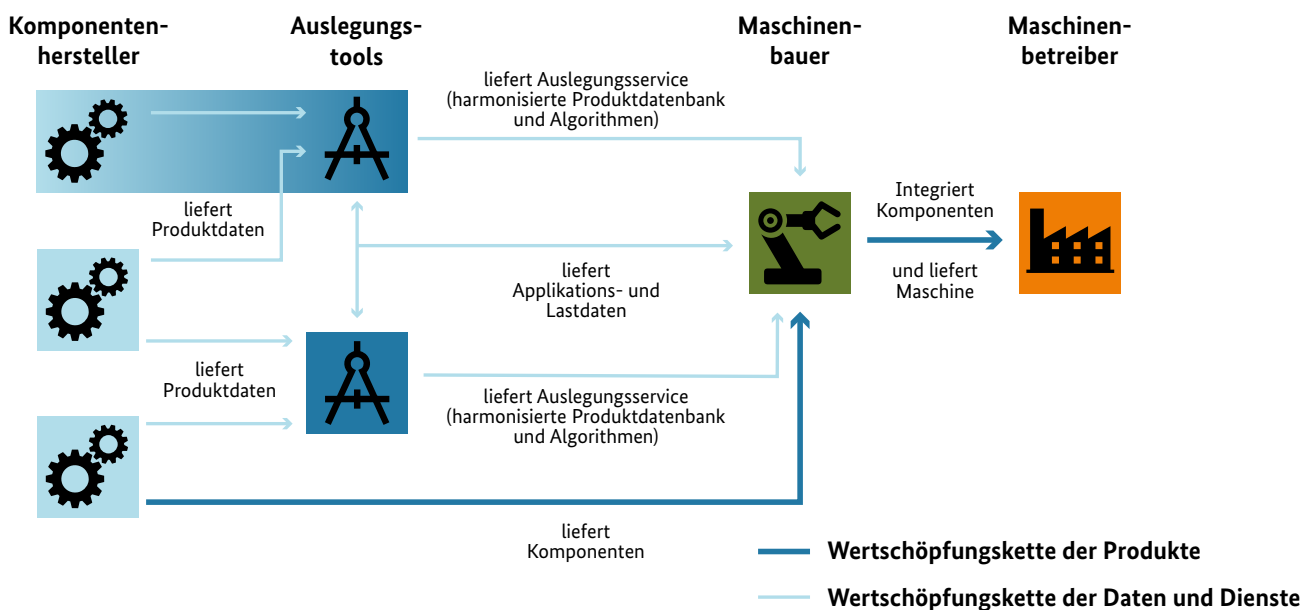 Komponenten-
hersteller
Auslegungs-
tools
Maschinen-
bauer
Maschinen-
betreiber
liefert Auslegungsservice
(harmonisierte Produktdatenbank
und Algorithmen)
liefert
Produktdaten
Integriert
Komponenten
und liefert
Maschine
liefert
Applikations- und
Lastdaten
liefert
Produktdaten
liefert Auslegungsservice
(harmonisierte Produktdatenbank
und Algorithmen)
liefert
Komponenten
Wertschöpfungskette der Produkte
Wertschöpfungskette der Daten und Dienste